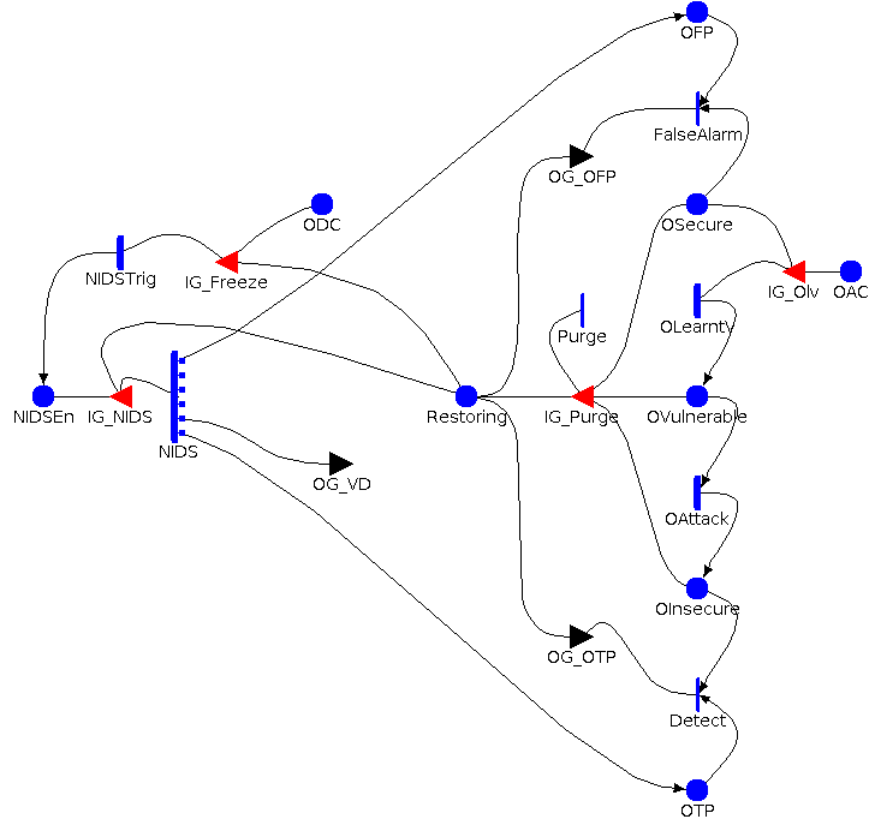 OFP
FalseAlarm
OG_OFP
ODC
OSecure
NIDSTrig
IG_Freeze
IG_Olv
OAC
Purge
OLearntV
NIDSEn
IG_NIDS
Restoring
IG_Purge
OVulnerable
NIDS
OG_VD
OAttack
OInsecure
OG_OTP
Detect
OTP